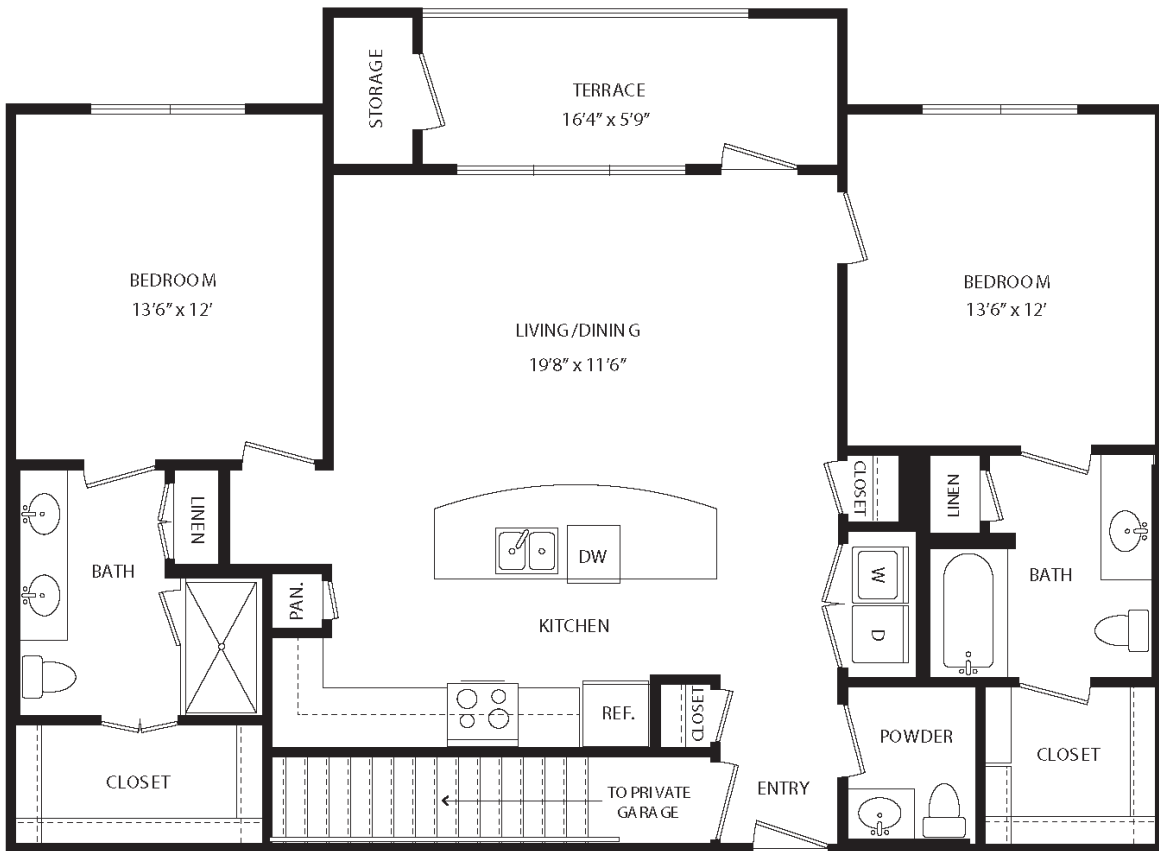 STORAGE
TERRACE
16'4" x 5'9"
BEDROOM
13'6" x 12'
LIVING/DINING
19'8" x 11'6"
BEDROOM
13'6" x 12'
LINEN
CLOSET
LINEN
BATH
DW
W
BATH
PAN.
KITCHEN
D
REF.
CLOSET
POWDER
CLOSET
CLOSET
TO PRIVATE
GARAGE
ENTRY